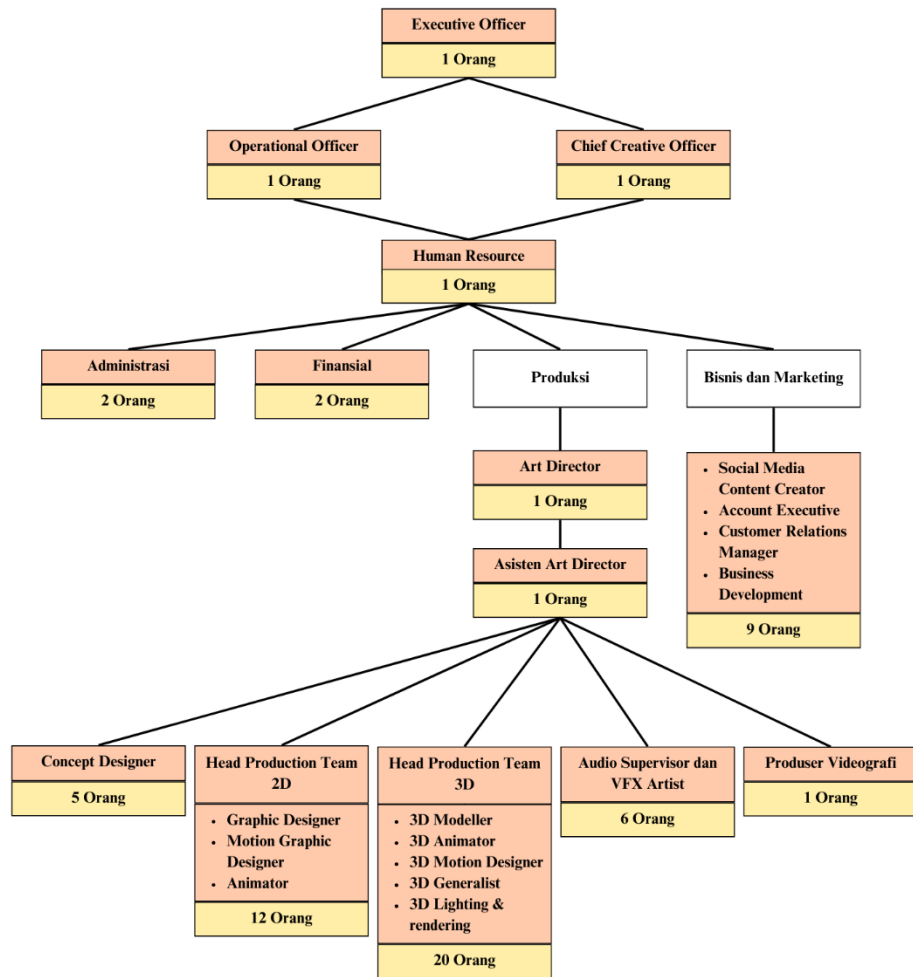 Executive Officer
1 Orang
Operational Officer
1 Orang
Chief Creative Officer
1 Orang
Human Resource
1 Orang
Administrasi
2 Orang
Finansial
2 Orang
Produksi
Bisnis dan Marketing
Art Director
1 Orang
Asisten Art Director
1 Orang
• Social Media
Content Creator
• Account Executive
• Customer Relations
Manager
• Business
Development
9 Orang
Concept Designer
5 Orang
Head Production Team
2D
• Graphic Designer
• Motion Graphic
Designer
• Animator
12 Orang
Head Production Team
3D
• 3D Modeller
• 3D Animator
• 3D Motion Designer
• 3D Generalist
• 3D Lighting &
rendering
20 Orang
Audio Supervisor dan
VFX Artist
6 Orang
Produser Videografi
1 Orang